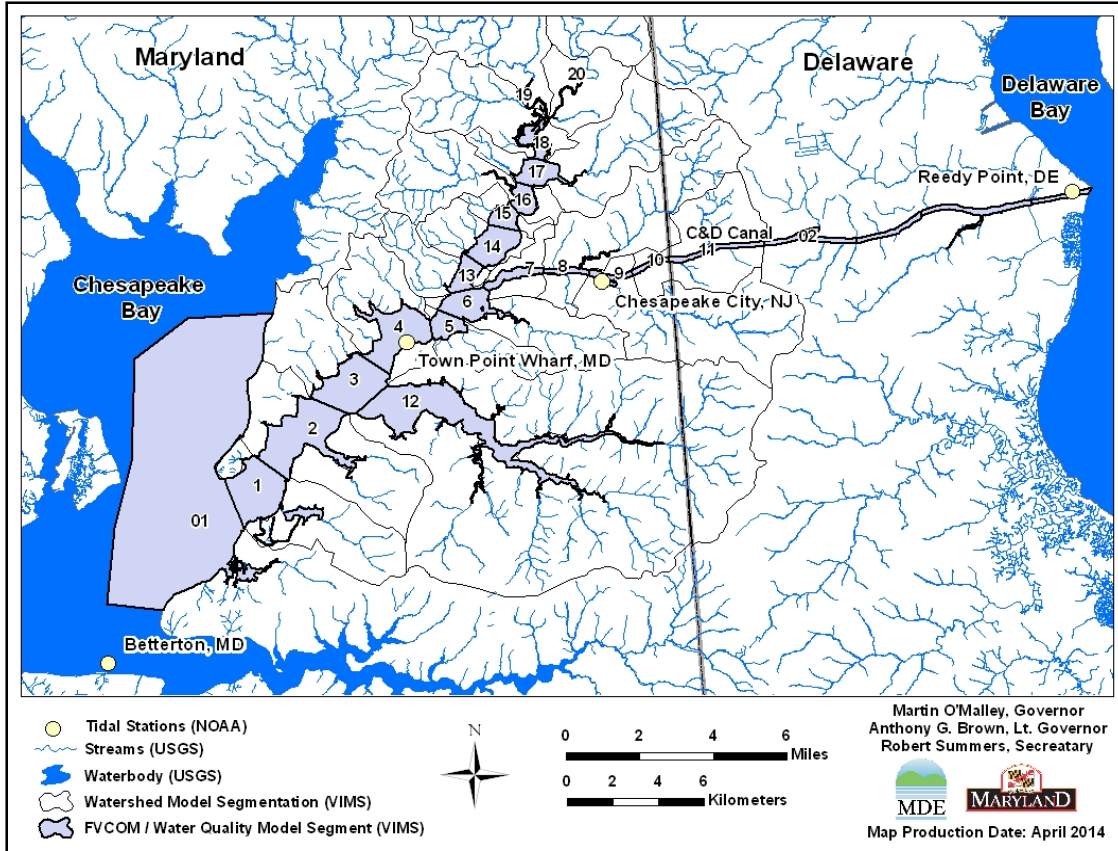 Maryland
Delaware
Delaware
Bay
20
19
18
17
Reedy Point, DE
16
15
C&D Canal
02
14
11
10
13
7
8
9
Chesapeake
Bay
6
Chesapeake City, NJ
4
5
Town Point Wharf, MD
3
12
2
1
01
Betterton, MD
Tidal Stations (NOAA)
Streams (USGS)
Waterbody (USGS)
Watershed Model Segmentation (VIMS)
FVCOM / Water Quality Model Segment (VIMS)
N
0 2 4 6
Miles
0 2 4 6
Kilometers
Martin O'Malley, Governor
Anthony G. Brown, Lt. Governor
Robert Summers, Secreatary
MDE
MARYLAND
Map Production Date: April 2014